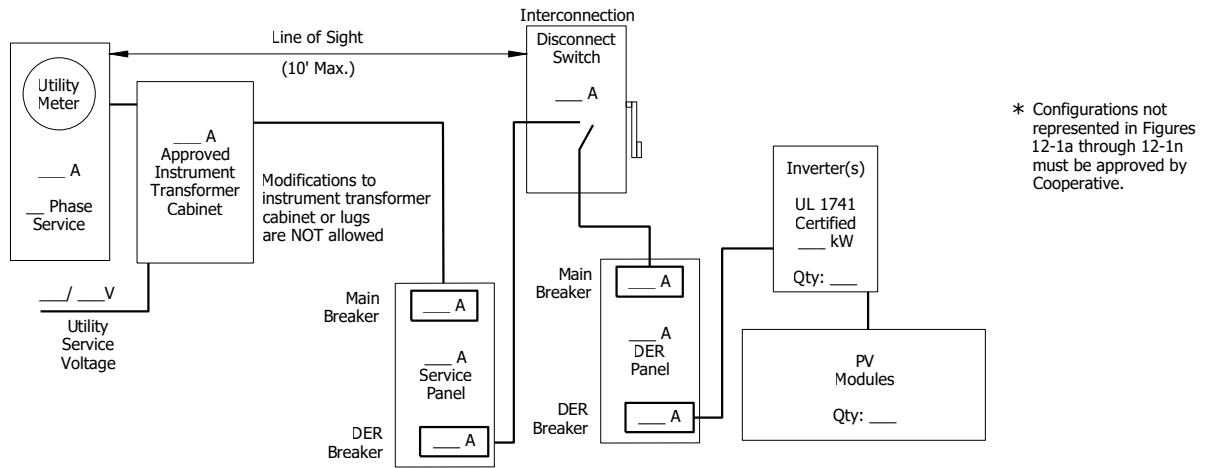 Interconnection
Line of Sight
(10' Max.)
Disconnect
Switch
___ A
Utility
Meter
___ A
__ Phase
Service
___ A
Approved
Instrument
Transformer
Cabinet
Modifications to
instrument transformer
cabinet or lugs
are NOT allowed
___/ ___V
Utility
Service
Voltage
Main
Breaker
___ A
___ A
Service
Panel
DER
Breaker
___ A
Main
Breaker
___ A
___ A
DER
Panel
DER
Breaker
___ A
Inverter(s)
UL 1741
Certified
___ kW
Qty: ___
PV
Modules
Qty: ___
* Configurations not
represented in Figures
12-1a through 12-1n
must be approved by
Cooperative.